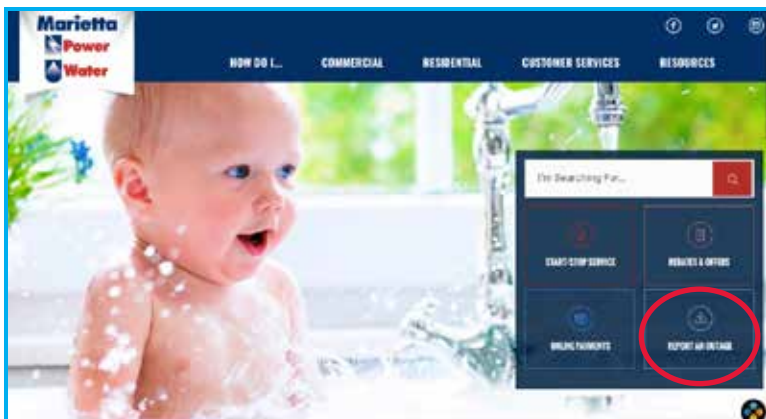 Marietta
Power
Water
HOW DO I...
COMMERCIAL
RESIDENTIAL
CUSTOMER SERVICES
RESOURCES
I'm Searching For...
START/STOP SERVICE
REBATES & OFFERS
ONLINE PAYMENTS
REPORT AN OUTAGE